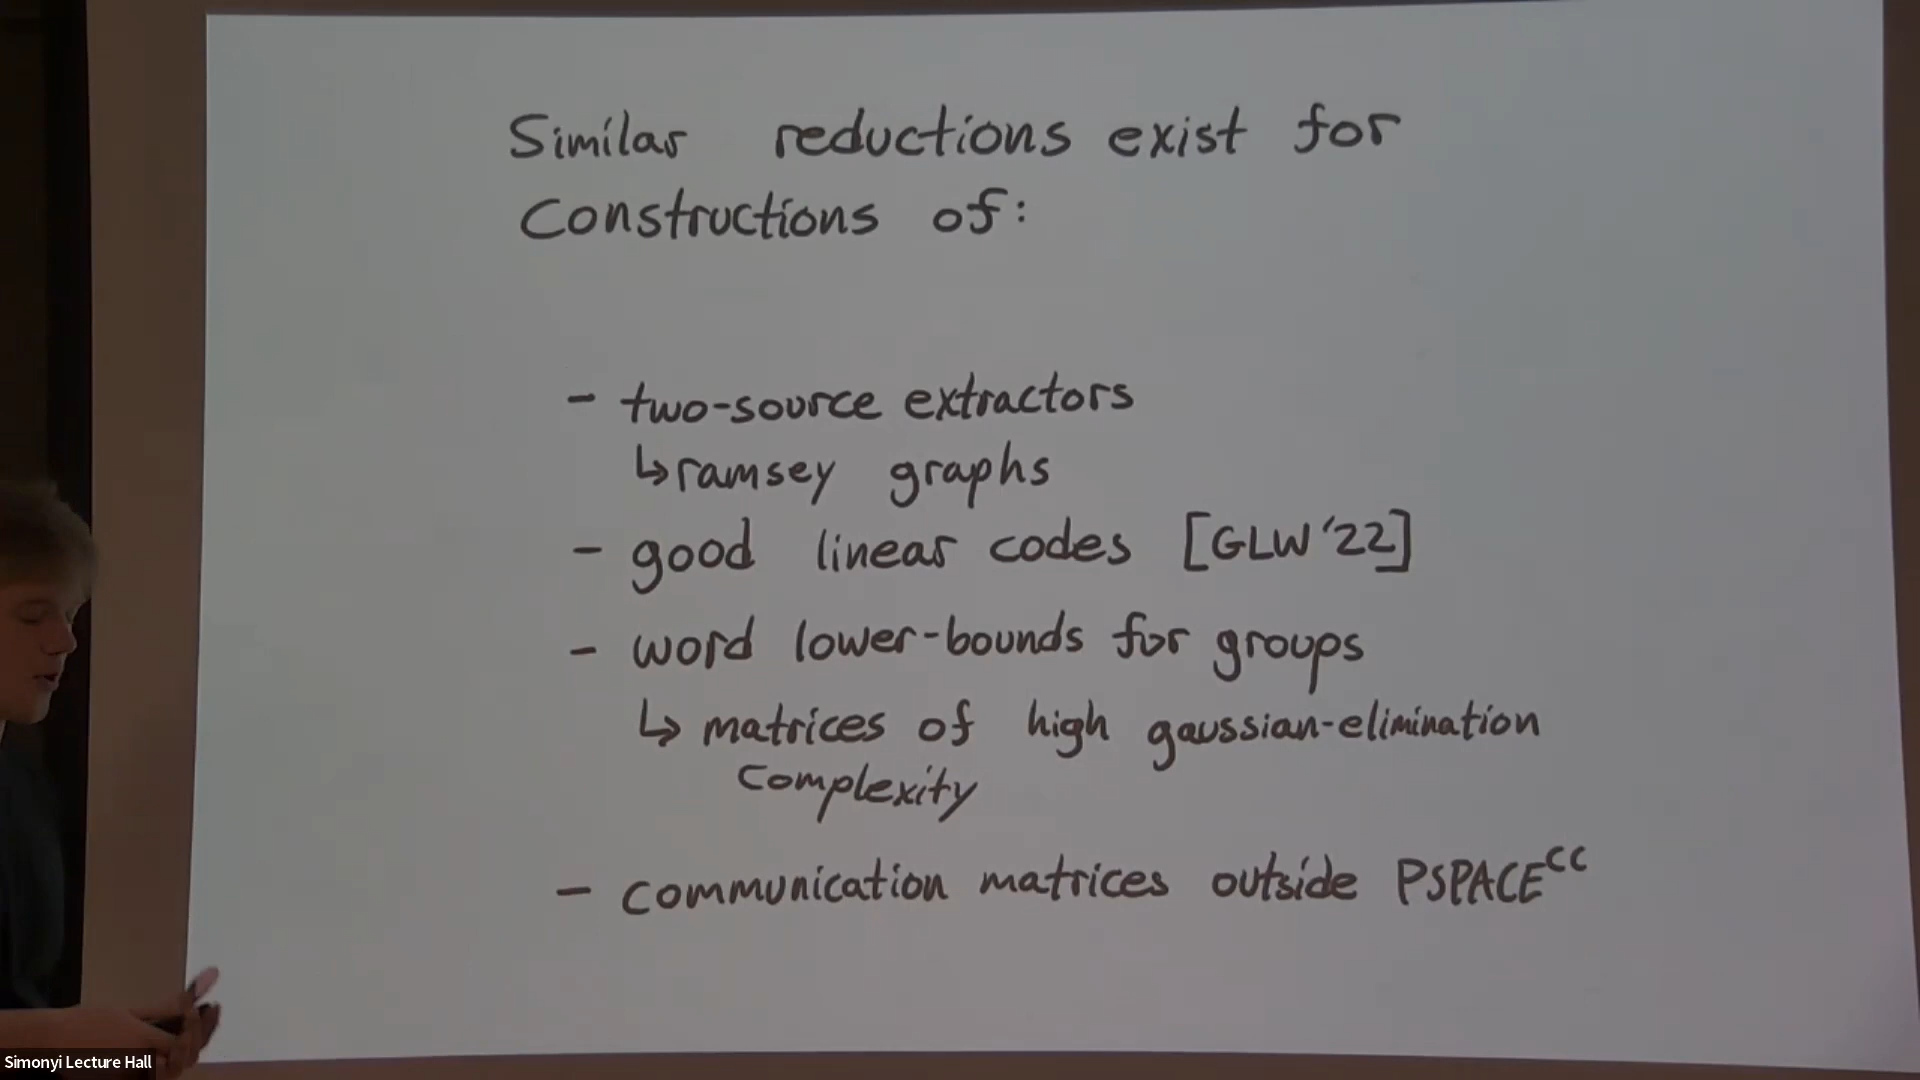 Similar reductions exist for
Constructions of:
- two-source extractors
↳ ramsey graphs
- good linear codes [GLW '22]
- word lower-bounds for groups
↳ matrices of high gaussian-elimination
complexity
- communication matrices outside PSPACE^CC
Simonyi Lecture Hall